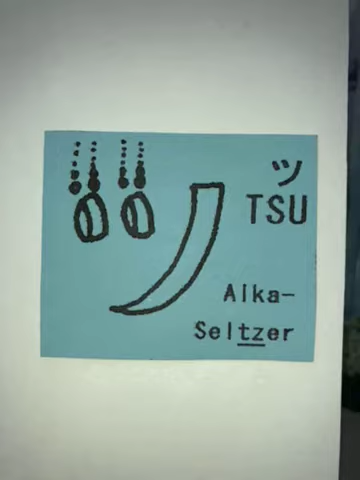 ツ
TSU
Alka-
Seltzer